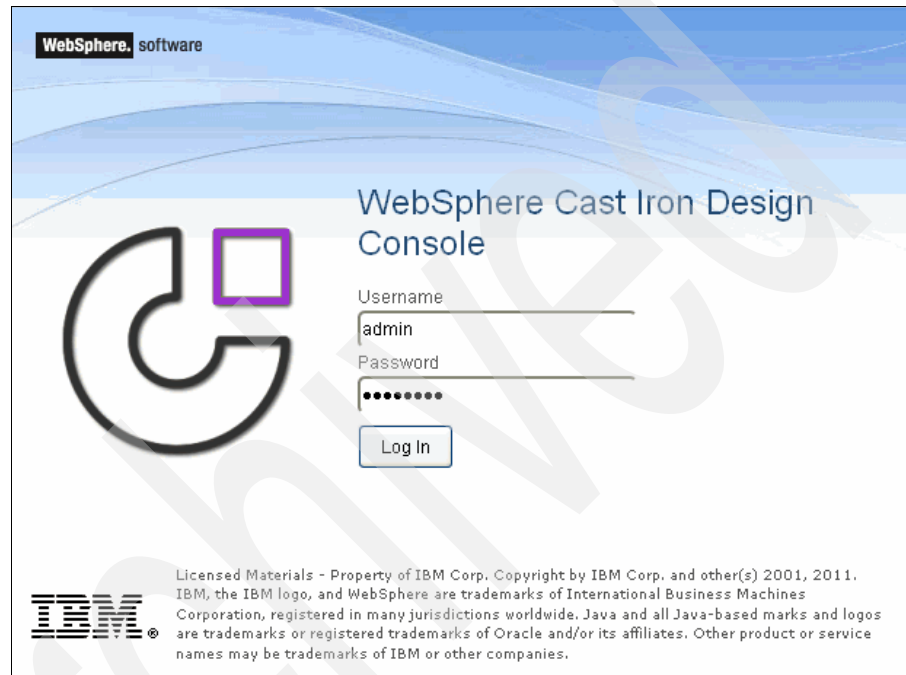 WebSphere. software
WebSphere Cast Iron Design
Console
Username
admin
Password
••••••••
Log In
Licensed Materials - Property of IBM Corp. Copyright by IBM Corp. and other(s) 2001, 2011.
IBM, the IBM logo, and WebSphere are trademarks of International Business Machines
Corporation, registered in many jurisdictions worldwide. Java and all Java-based marks and logos
are trademarks or registered trademarks of Oracle and/or its affiliates. Other product or service
names may be trademarks of IBM or other companies.
IBM®